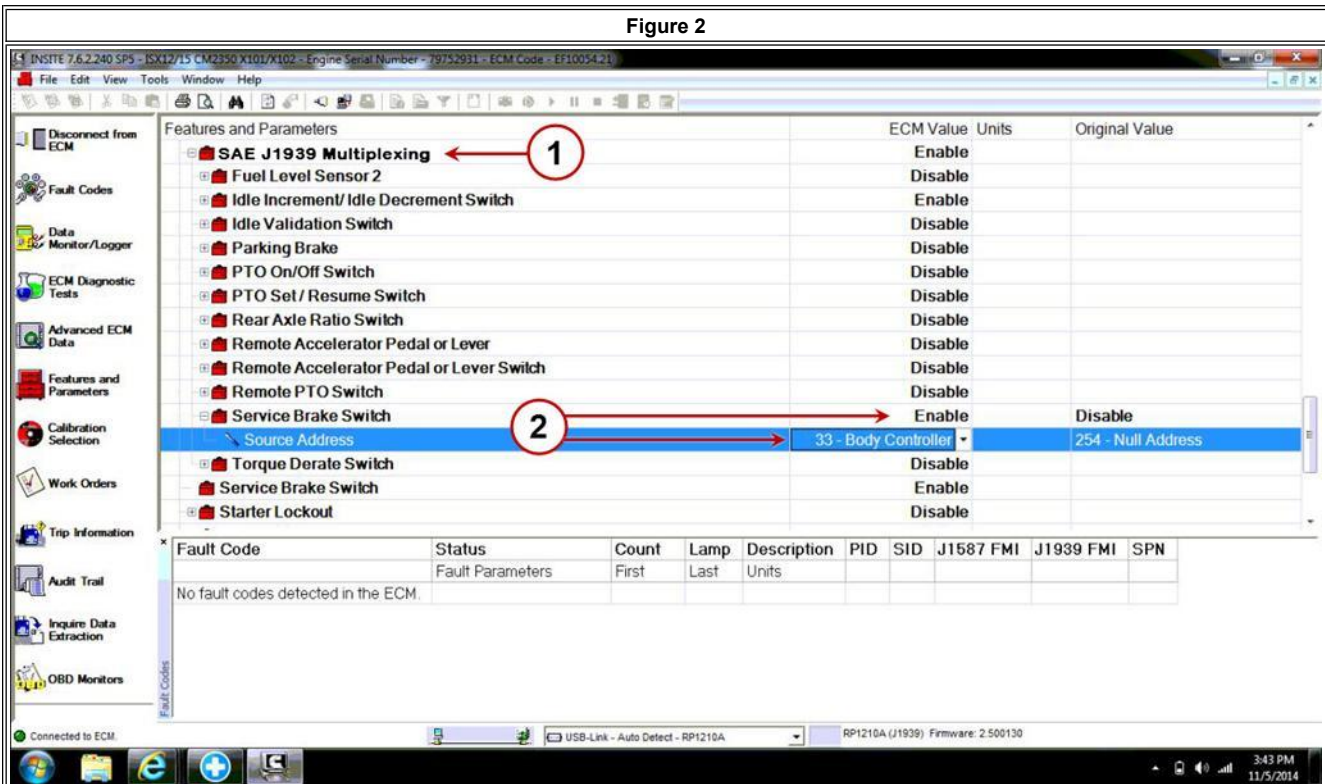 Figure 2
INSITE 7.6.2.240 SP5 - ISX12/15 CM2350 X101/X102 - Engine Serial Number - 79752931 - ECM Code - EF10054.21
File Edit View Tools Window Help
Disconnect from ECM
Fault Codes
Data Monitor/Logger
ECM Diagnostic Tests
Advanced ECM Data
Features and Parameters
Calibration Selection
Work Orders
Trip Information
Audit Trail
Inquire Data Extraction
OBD Monitors
Features and Parameters ECM Value Units Original Value
SAE J1939 Multiplexing 1 Enable
Fuel Level Sensor 2 Disable
Idle Increment/ Idle Decrement Switch Enable
Idle Validation Switch Disable
Parking Brake Disable
PTO On/Off Switch Disable
PTO Set / Resume Switch Disable
Rear Axle Ratio Switch Disable
Remote Accelerator Pedal or Lever Disable
Remote Accelerator Pedal or Lever Switch Disable
Remote PTO Switch Disable
Service Brake Switch 2 Enable Disable
Source Address 33 - Body Controller 254 - Null Address
Torque Derate Switch Disable
Service Brake Switch Enable
Starter Lockout Disable
Fault Code Status Count Lamp Description PID SID J1587 FMI J1939 FMI SPN
Fault Parameters First Last Units
No fault codes detected in the ECM.
Fault Codes
Connected to ECM. USB-Link - Auto Detect - RP1210A RP1210A (J1939) Firmware: 2.500130
3:43 PM
11/5/2014